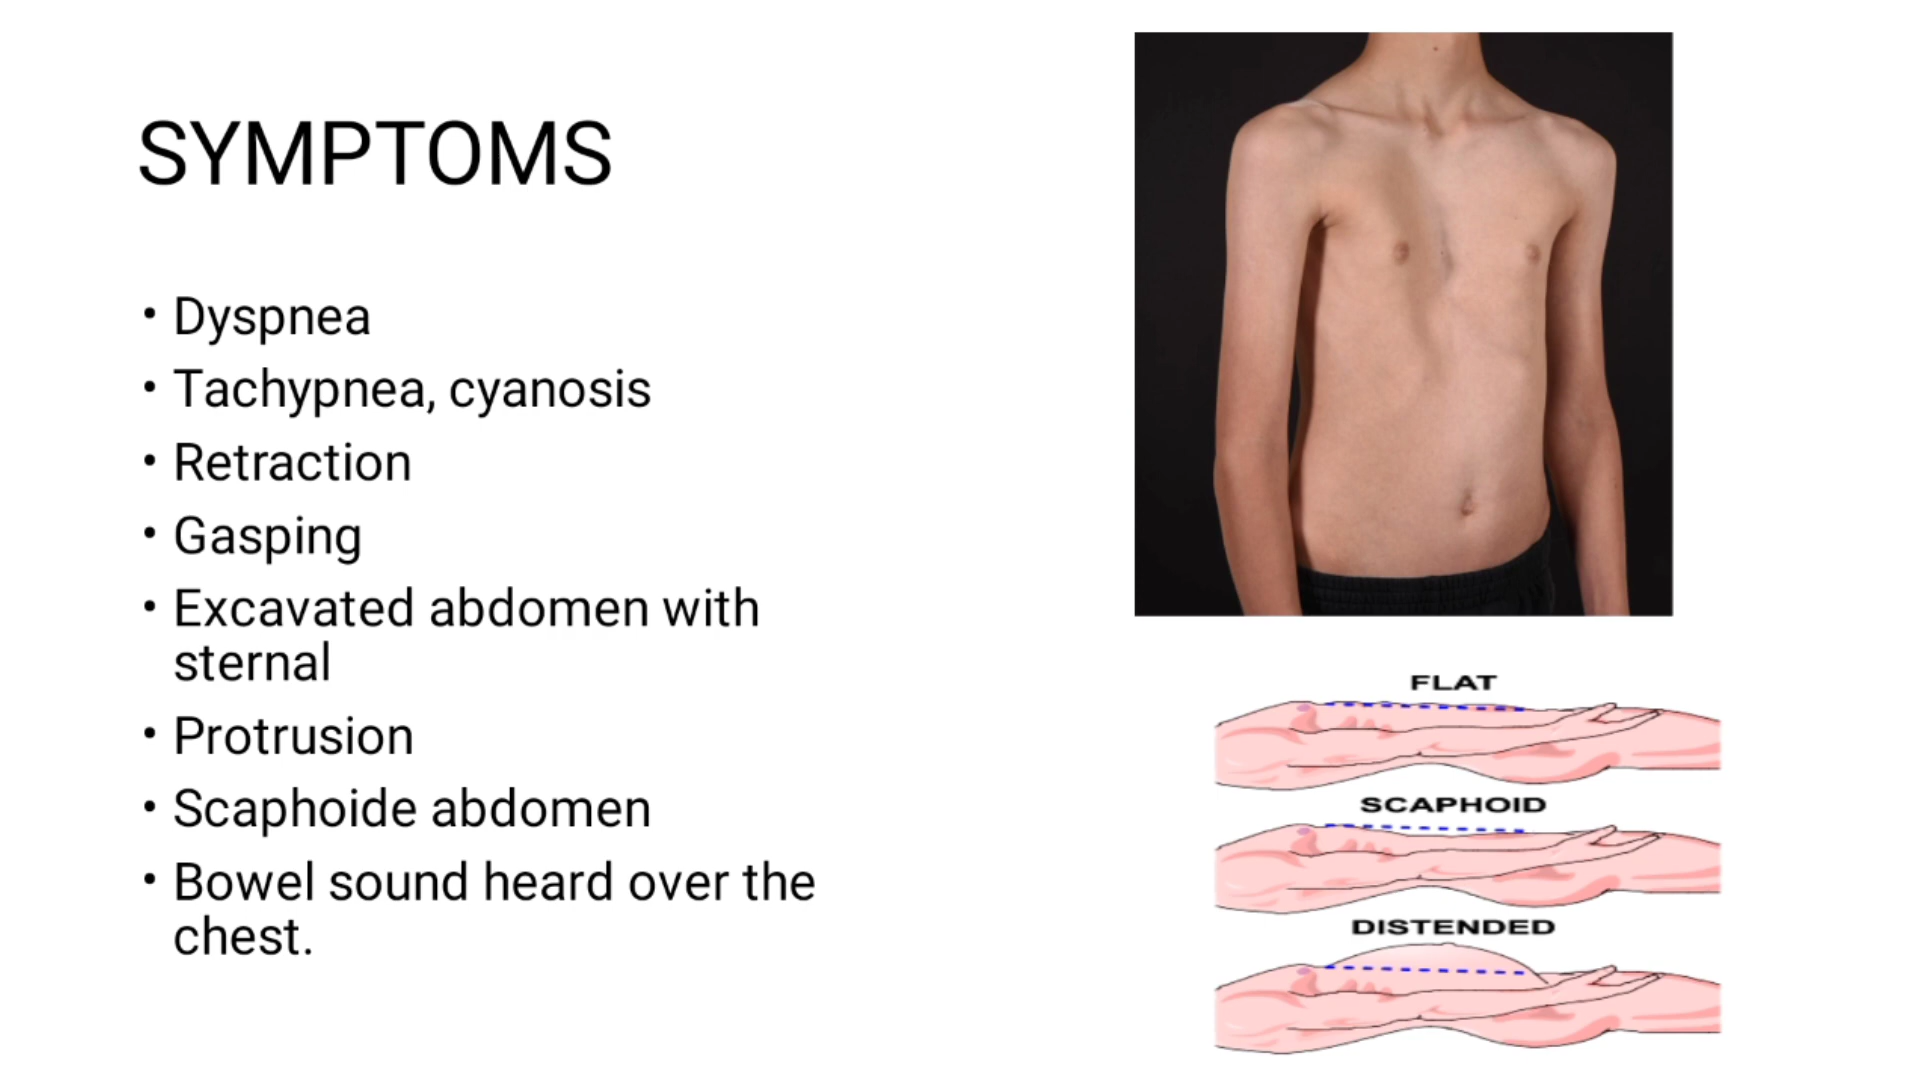 SYMPTOMS
• Dyspnea
• Tachypnea, cyanosis
• Retraction
• Gasping
• Excavated abdomen with
sternal
• Protrusion
• Scaphoide abdomen
• Bowel sound heard over the
chest.
FLAT
SCAPHOID
DISTENDED